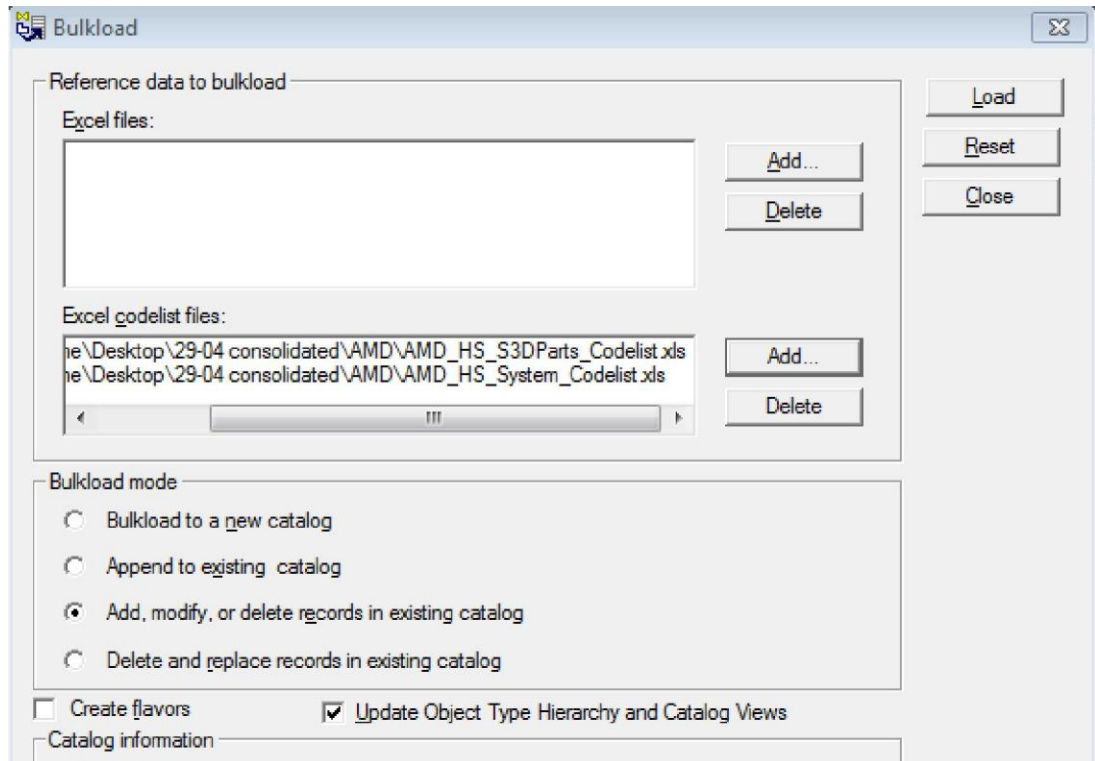 Bulkload
Reference data to bulkload
Excel files:
Add...
Delete
Load
Reset
Close
Excel codelist files:
ne\Desktop\29-04 consolidated\AMD\AMD_HS_S3DParts_Codelist.xls
ne\Desktop\29-04 consolidated\AMD\AMD_HS_System_Codelist.xls
Add...
Delete
Bulkload mode
Bulkload to a new catalog
Append to existing catalog
Add, modify, or delete records in existing catalog
Delete and replace records in existing catalog
Create flavors
Update Object Type Hierarchy and Catalog Views
Catalog information